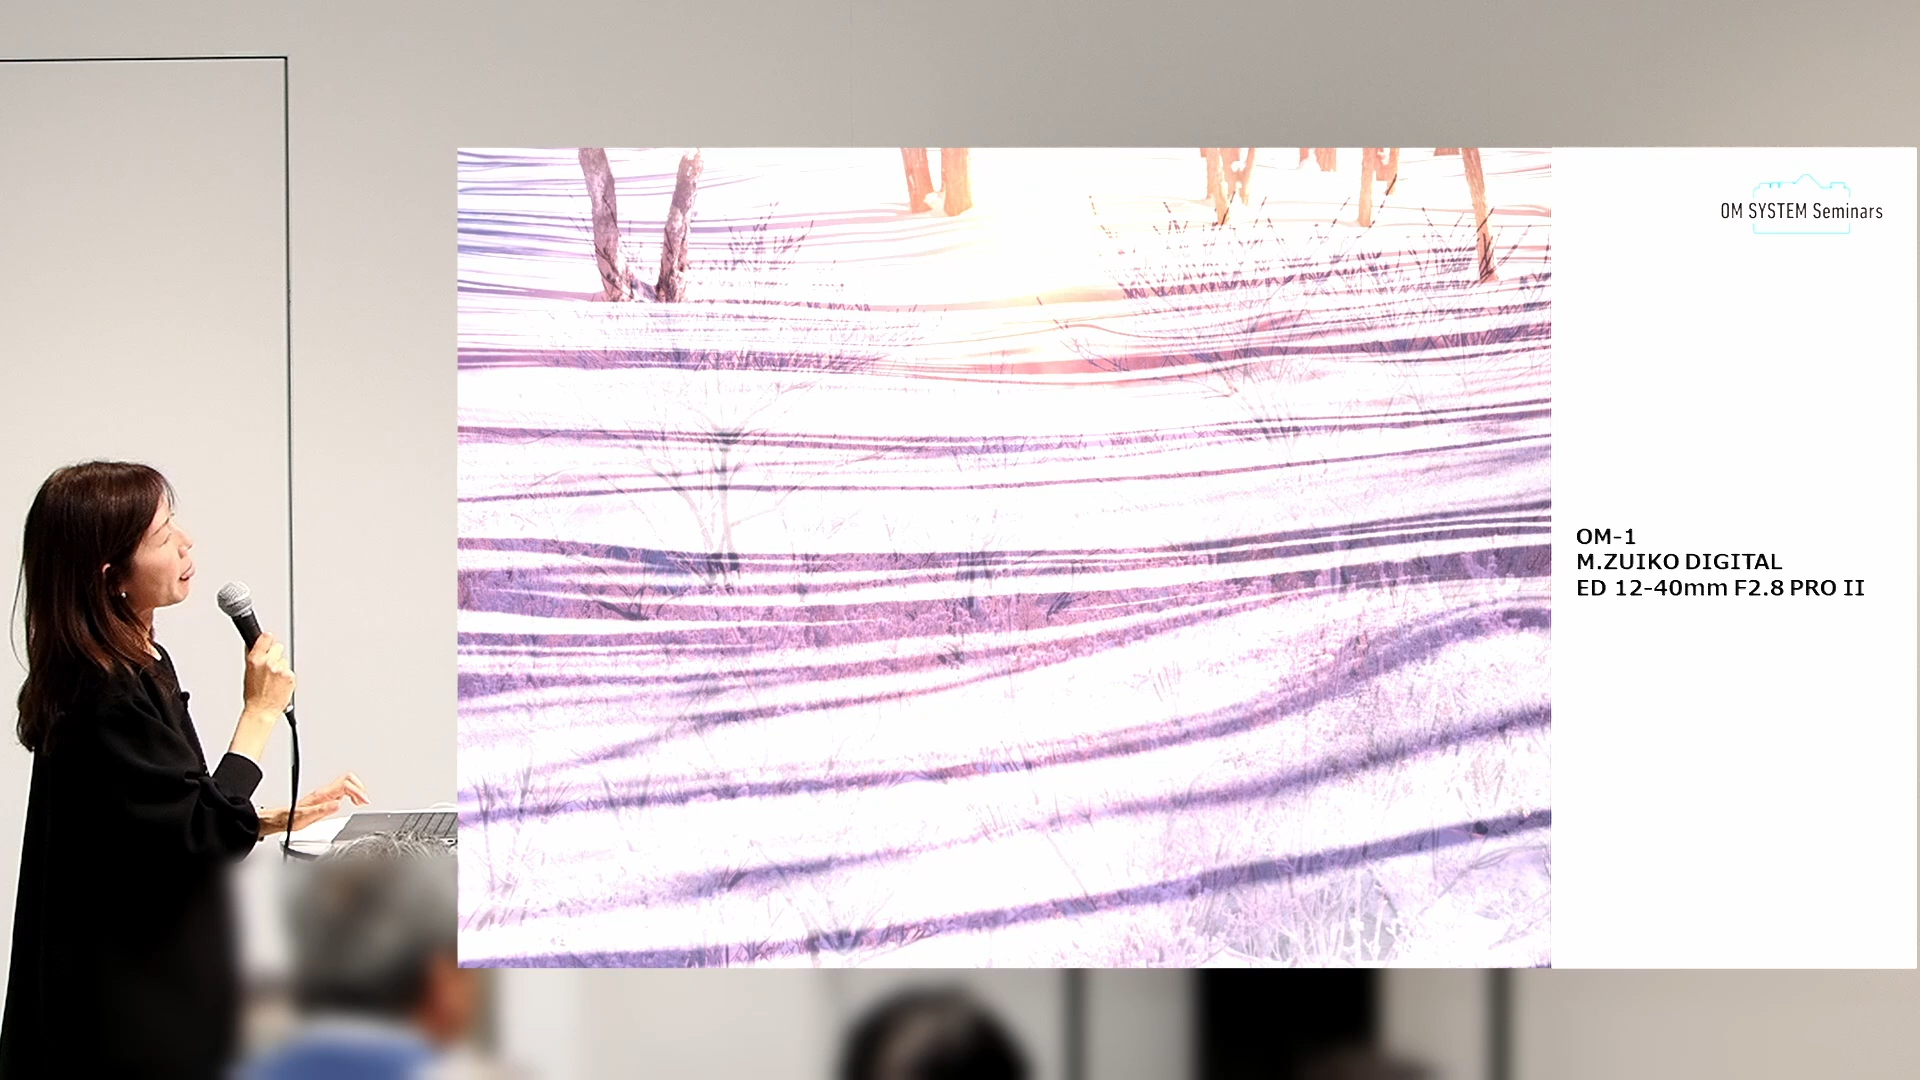 OM SYSTEM Seminars
OM-1
M.ZUIKO DIGITAL
ED 12-40mm F2.8 PRO II